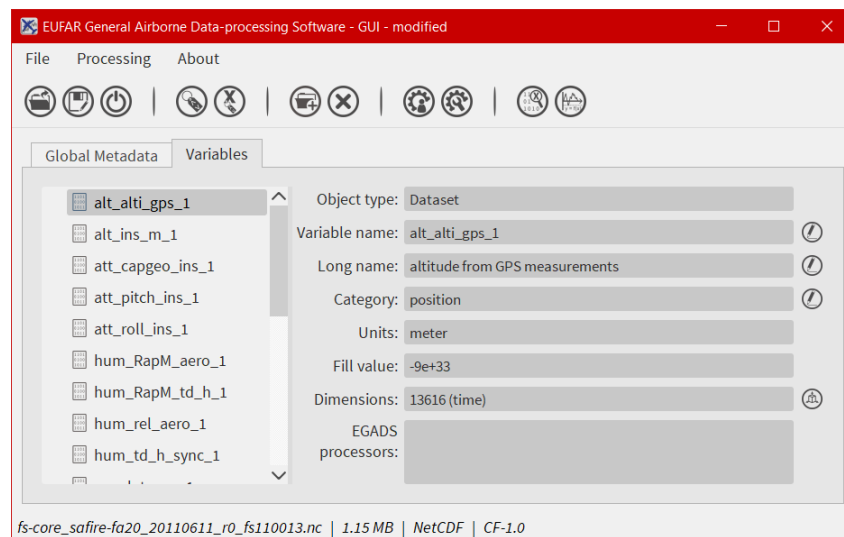 EUFAR General Airborne Data-processing Software - GUI - modified
File Processing About
Global Metadata Variables
alt_alti_gps_1
alt_ins_m_1
att_capgeo_ins_1
att_pitch_ins_1
att_roll_ins_1
hum_RapM_aero_1
hum_RapM_td_h_1
hum_rel_aero_1
hum_td_h_sync_1
Object type: Dataset
Variable name: alt_alti_gps_1
Long name: altitude from GPS measurements
Category: position
Units: meter
Fill value: -9e+33
Dimensions: 13616 (time)
EGADS
processors:
fs-core_safire-fa20_20110611_r0_fs110013.nc | 1.15 MB | NetCDF | CF-1.0